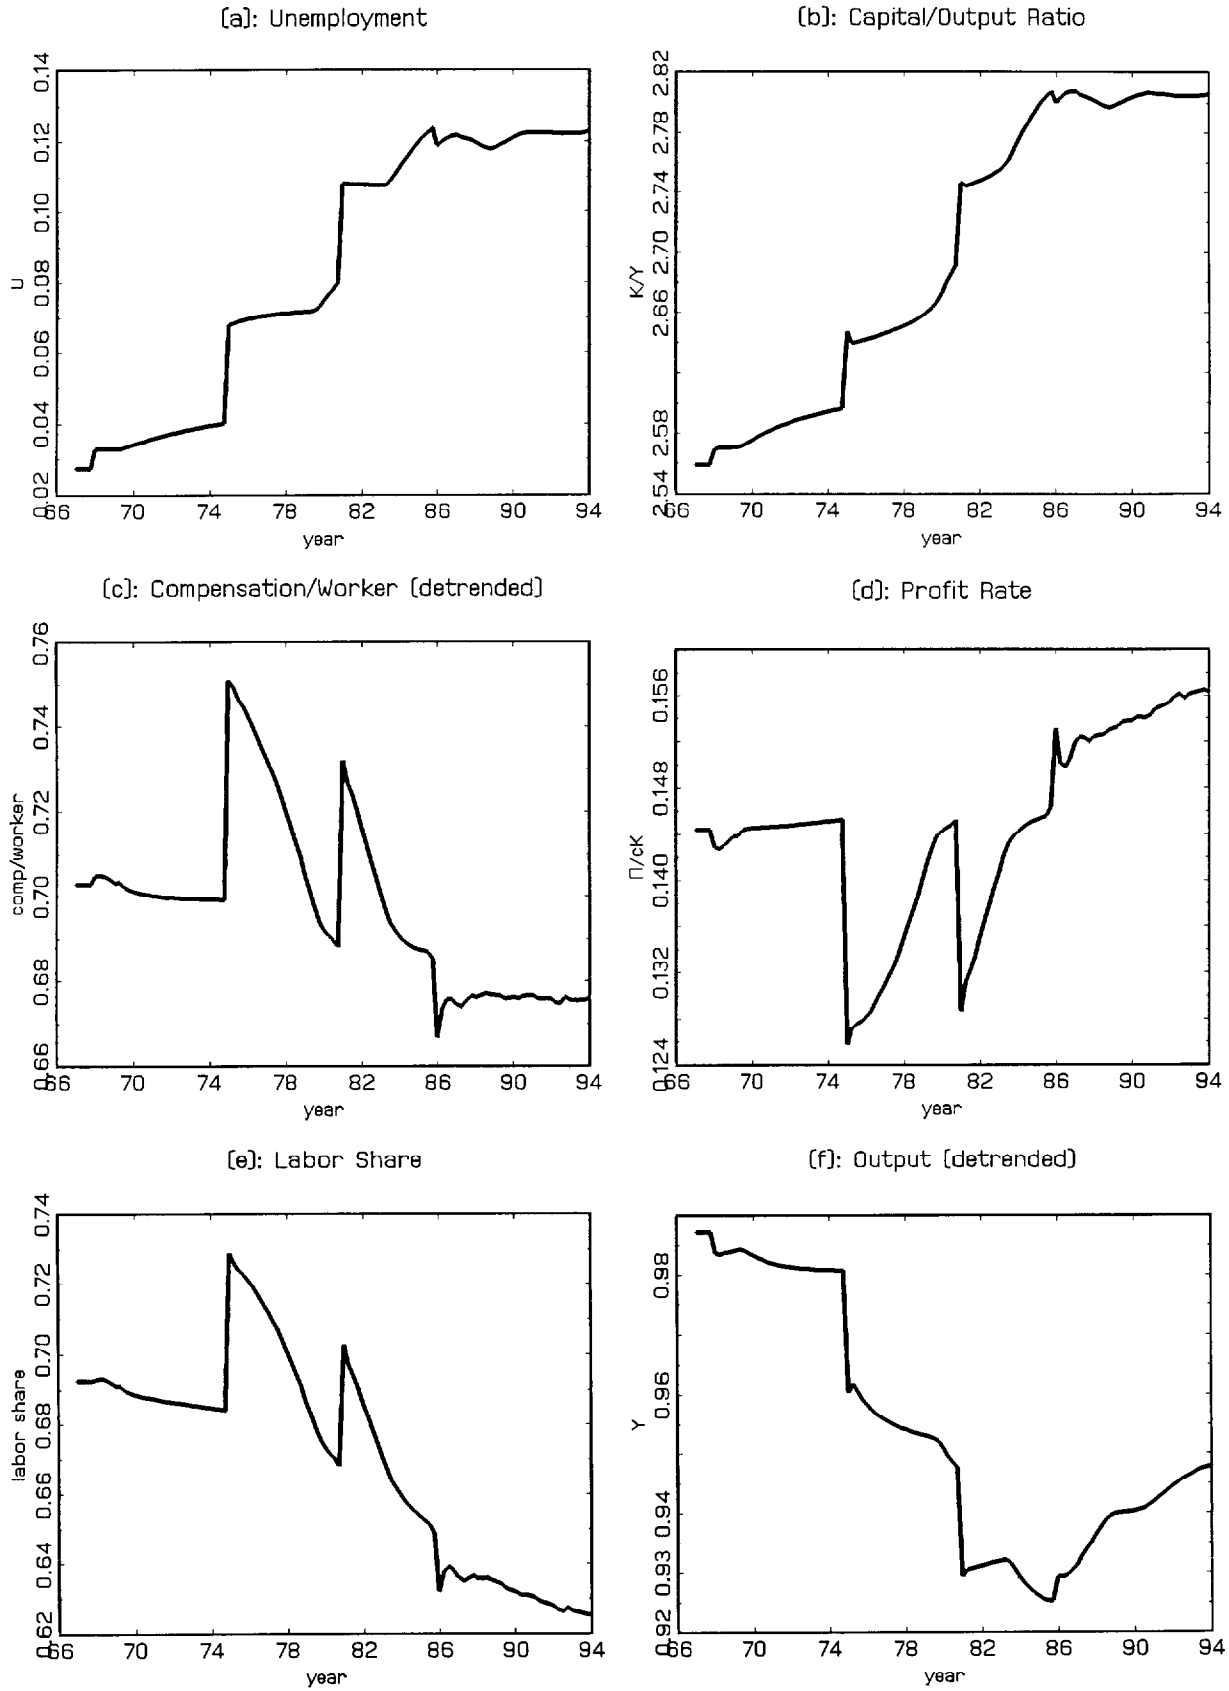 (a): Unemployment
0.14
0.12
0.10
0.08
0.06
0.04
0.02
U
66 70 74 78 82 86 90 94
year
(b): Capital/Output Ratio
2.82
2.78
2.74
2.70
2.66
2.58
2.54
K/Y
66 70 74 78 82 86 90 94
year
(c): Compensation/Worker (detrended)
0.76
0.74
0.72
0.70
0.68
0.66
comp/worker
66 70 74 78 82 86 90 94
year
(d): Profit Rate
0.156
0.148
0.140
0.132
0.124
Π/cK
66 70 74 78 82 86 90 94
year
(e): Labor Share
0.74
0.72
0.70
0.68
0.66
0.64
0.62
labor share
66 70 74 78 82 86 90 94
year
(f): Output (detrended)
0.98
0.96
0.94
0.93
0.92
Y
66 70 74 78 82 86 90 94
year